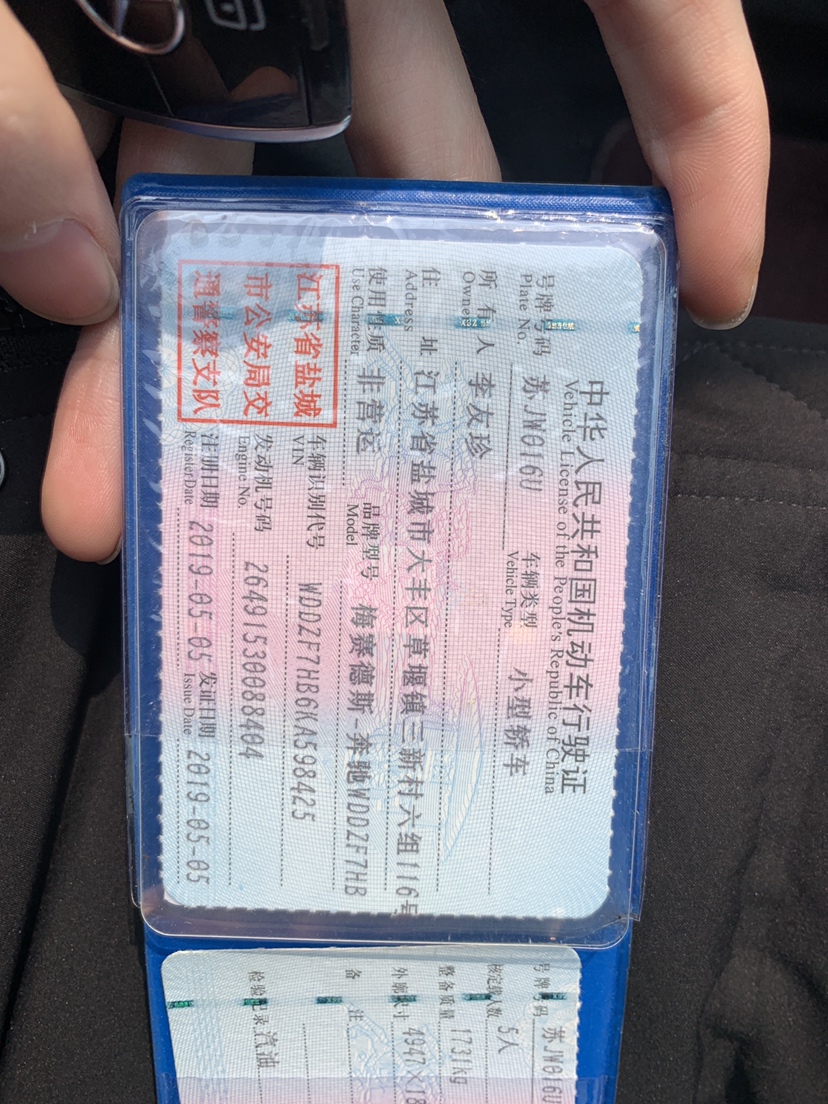 中华人民共和国机动车行驶证
Vehicle License of the People's Republic of China
号牌号码 苏JW016U 车辆类型 小型轿车
Plate No. Vehicle Type
所有人 李友珍
Owner
住址 江苏省盐城市大丰区草堰镇三新村六组116号
Address
使用性质 非营运 品牌型号 梅赛德斯-奔驰WDDZF7HB
Use Character Model
江苏省盐城
市公安局交
通警察支队
车辆识别代号 WDDZF7HB6KA598425
VIN
发动机号码 26491530088404
Engine No.
注册日期 2019-05-05 发证日期 2019-05-05
Register Date Issue Date
号牌号码 苏JW016U
核定载人数 5人
整备质量 1731kg
外廓尺寸 4947×18
备注
检验记录 汽油